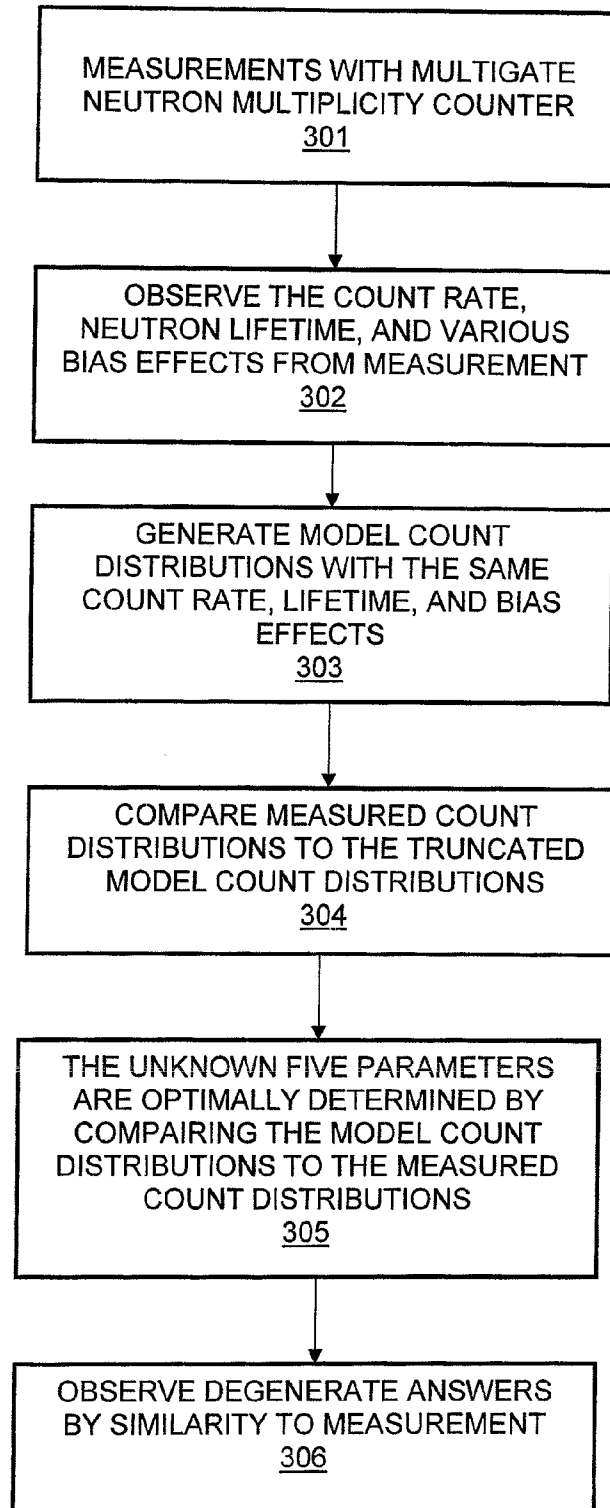 MEASUREMENTS WITH MULTIGATE
NEUTRON MULTIPLICITY COUNTER
301
OBSERVE THE COUNT RATE,
NEUTRON LIFETIME, AND VARIOUS
BIAS EFFECTS FROM MEASUREMENT
302
GENERATE MODEL COUNT
DISTRIBUTIONS WITH THE SAME
COUNT RATE, LIFETIME, AND BIAS
EFFECTS
303
COMPARE MEASURED COUNT
DISTRIBUTIONS TO THE TRUNCATED
MODEL COUNT DISTRIBUTIONS
304
THE UNKNOWN FIVE PARAMETERS
ARE OPTIMALLY DETERMINED BY
COMPAIRING THE MODEL COUNT
DISTRIBUTIONS TO THE MEASURED
COUNT DISTRIBUTIONS
305
OBSERVE DEGENERATE ANSWERS
BY SIMILARITY TO MEASUREMENT
306